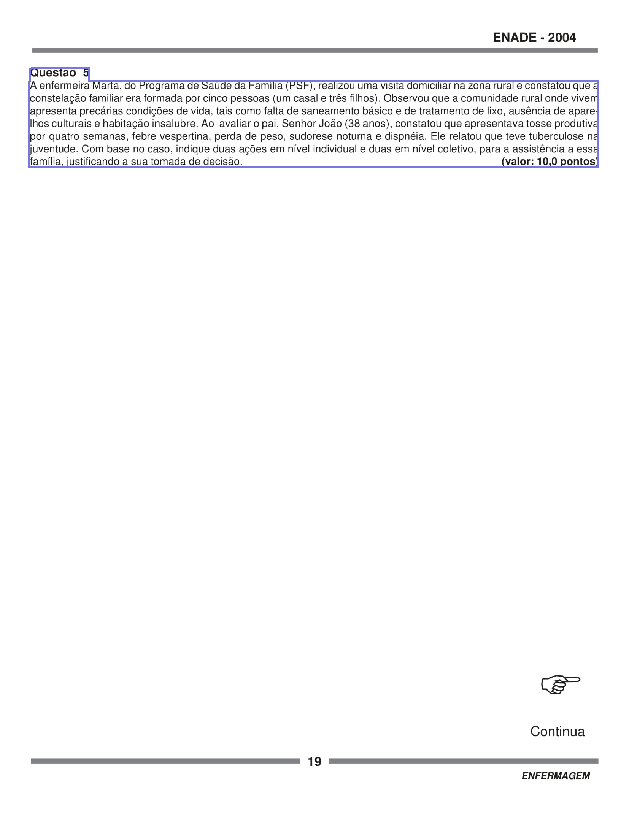 ENADE - 2004
Questão 5
A enfermeira Marta, do Programa de Saúde da Família (PSF), realizou uma visita domiciliar na zona rural e constatou que a
constelação familiar era formada por cinco pessoas (um casal e três filhos). Observou que a comunidade rural onde vivem
apresenta precárias condições de vida, tais como falta de saneamento básico e de tratamento de lixo, ausência de apare-
lhos culturais e habitação insalubre. Ao avaliar o pai, Senhor João (38 anos), constatou que apresentava tosse produtiva
por quatro semanas, febre vespertina, perda de peso, sudorese noturna e dispnéia. Ele relatou que teve tuberculose na
juventude. Com base no caso, indique duas ações em nível individual e duas em nível coletivo, para a assistência a essa
família, justificando a sua tomada de decisão. (valor: 10,0 pontos)
Continua
19
ENFERMAGEM